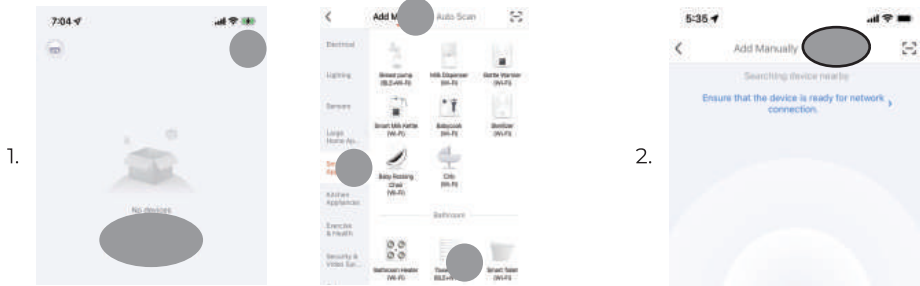 7:04
No devices
1.
Add M
Auto Scan
Electrical
Lighting
Sensors
Large
Home Ap...
Kitchen
Appliances
Exercise
& Health
Security &
Video Sur...
Breast pump
(BLE+Wi-Fi)
Milk Dispenser
(Wi-Fi)
Bottle Warmer
(Wi-Fi)
Smart Milk Kettle
(Wi-Fi)
Babycook
(Wi-Fi)
Sterilizer
(Wi-Fi)
Baby Rocking
Chair
(Wi-Fi)
Crib
(Wi-Fi)
Bathroom
Bathroom Heater
(Wi-Fi)
Smart Toilet
(Wi-Fi)
2.
5:35
Add Manually
Searching device nearby
Ensure that the device is ready for network
connection.